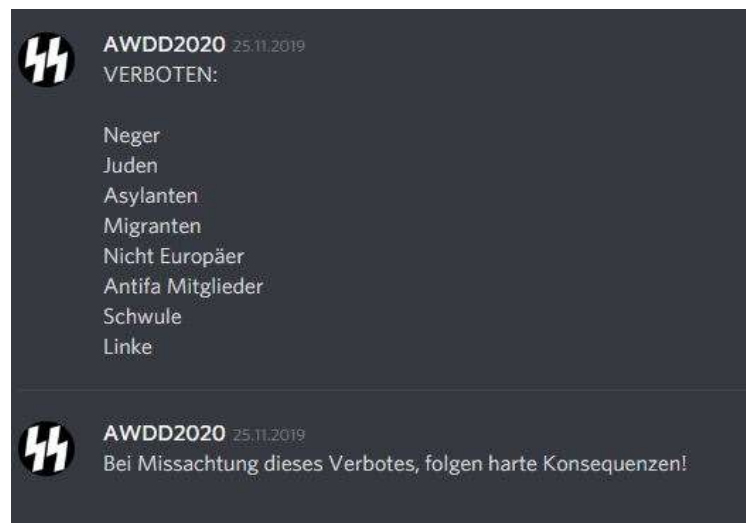 AWDD2020 25.11.2019
VERBOTEN:
Neger
Juden
Asylanten
Migranten
Nicht Europäer
Antifa Mitglieder
Schwule
Linke
AWDD2020 25.11.2019
Bei Missachtung dieses Verbotes, folgen harte Konsequenzen!